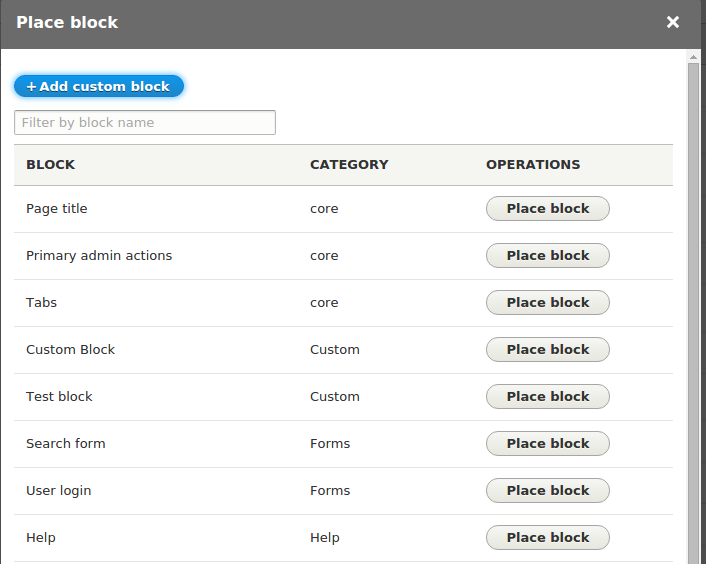 Place block
+ Add custom block
Filter by block name
BLOCK CATEGORY OPERATIONS
Page title core Place block
Primary admin actions core Place block
Tabs core Place block
Custom Block Custom Place block
Test block Custom Place block
Search form Forms Place block
User login Forms Place block
Help Help Place block